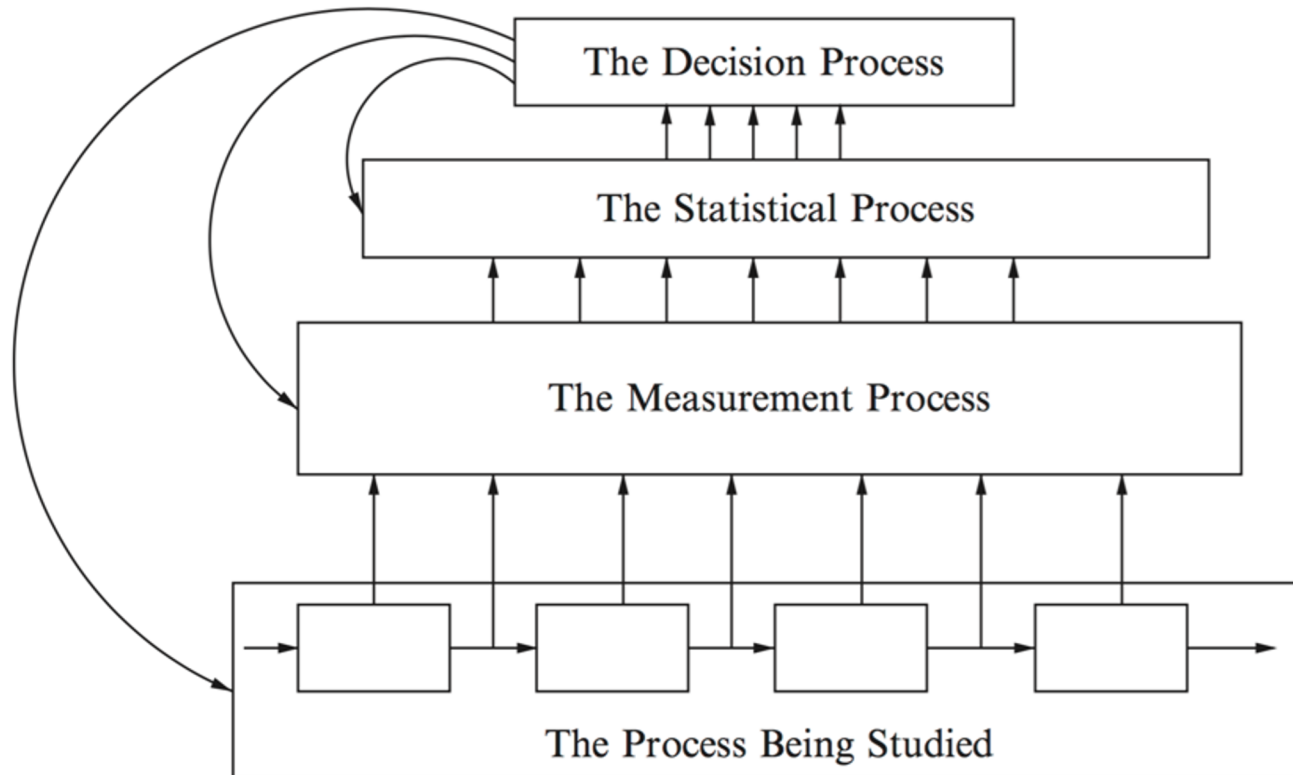 The Decision Process
The Statistical Process
The Measurement Process
The Process Being Studied